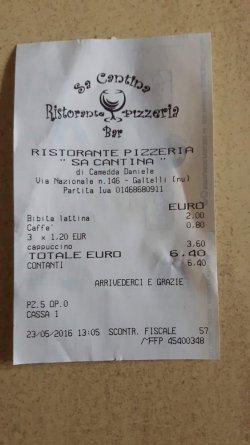 Sa Cantina
Ristorante Pizzeria
Bar
RISTORANTE PIZZERIA
" SA CANTINA "
di Camedda Daniele
Via Nazionale n.146 - Galtelli (nu)
Partita Iva 01468680911
EURO
Bibita lattina 2.00
Caffe' 0.80
3 x 1.20 EUR
cappuccino 3.60
TOTALE EURO 6.40
CONTANTI 6.40
ARRIVEDERCI E GRAZIE
PZ.5 OP.0
CASSA 1
23/05/2016 13:05 SCONTR. FISCALE 57
FP 45400348